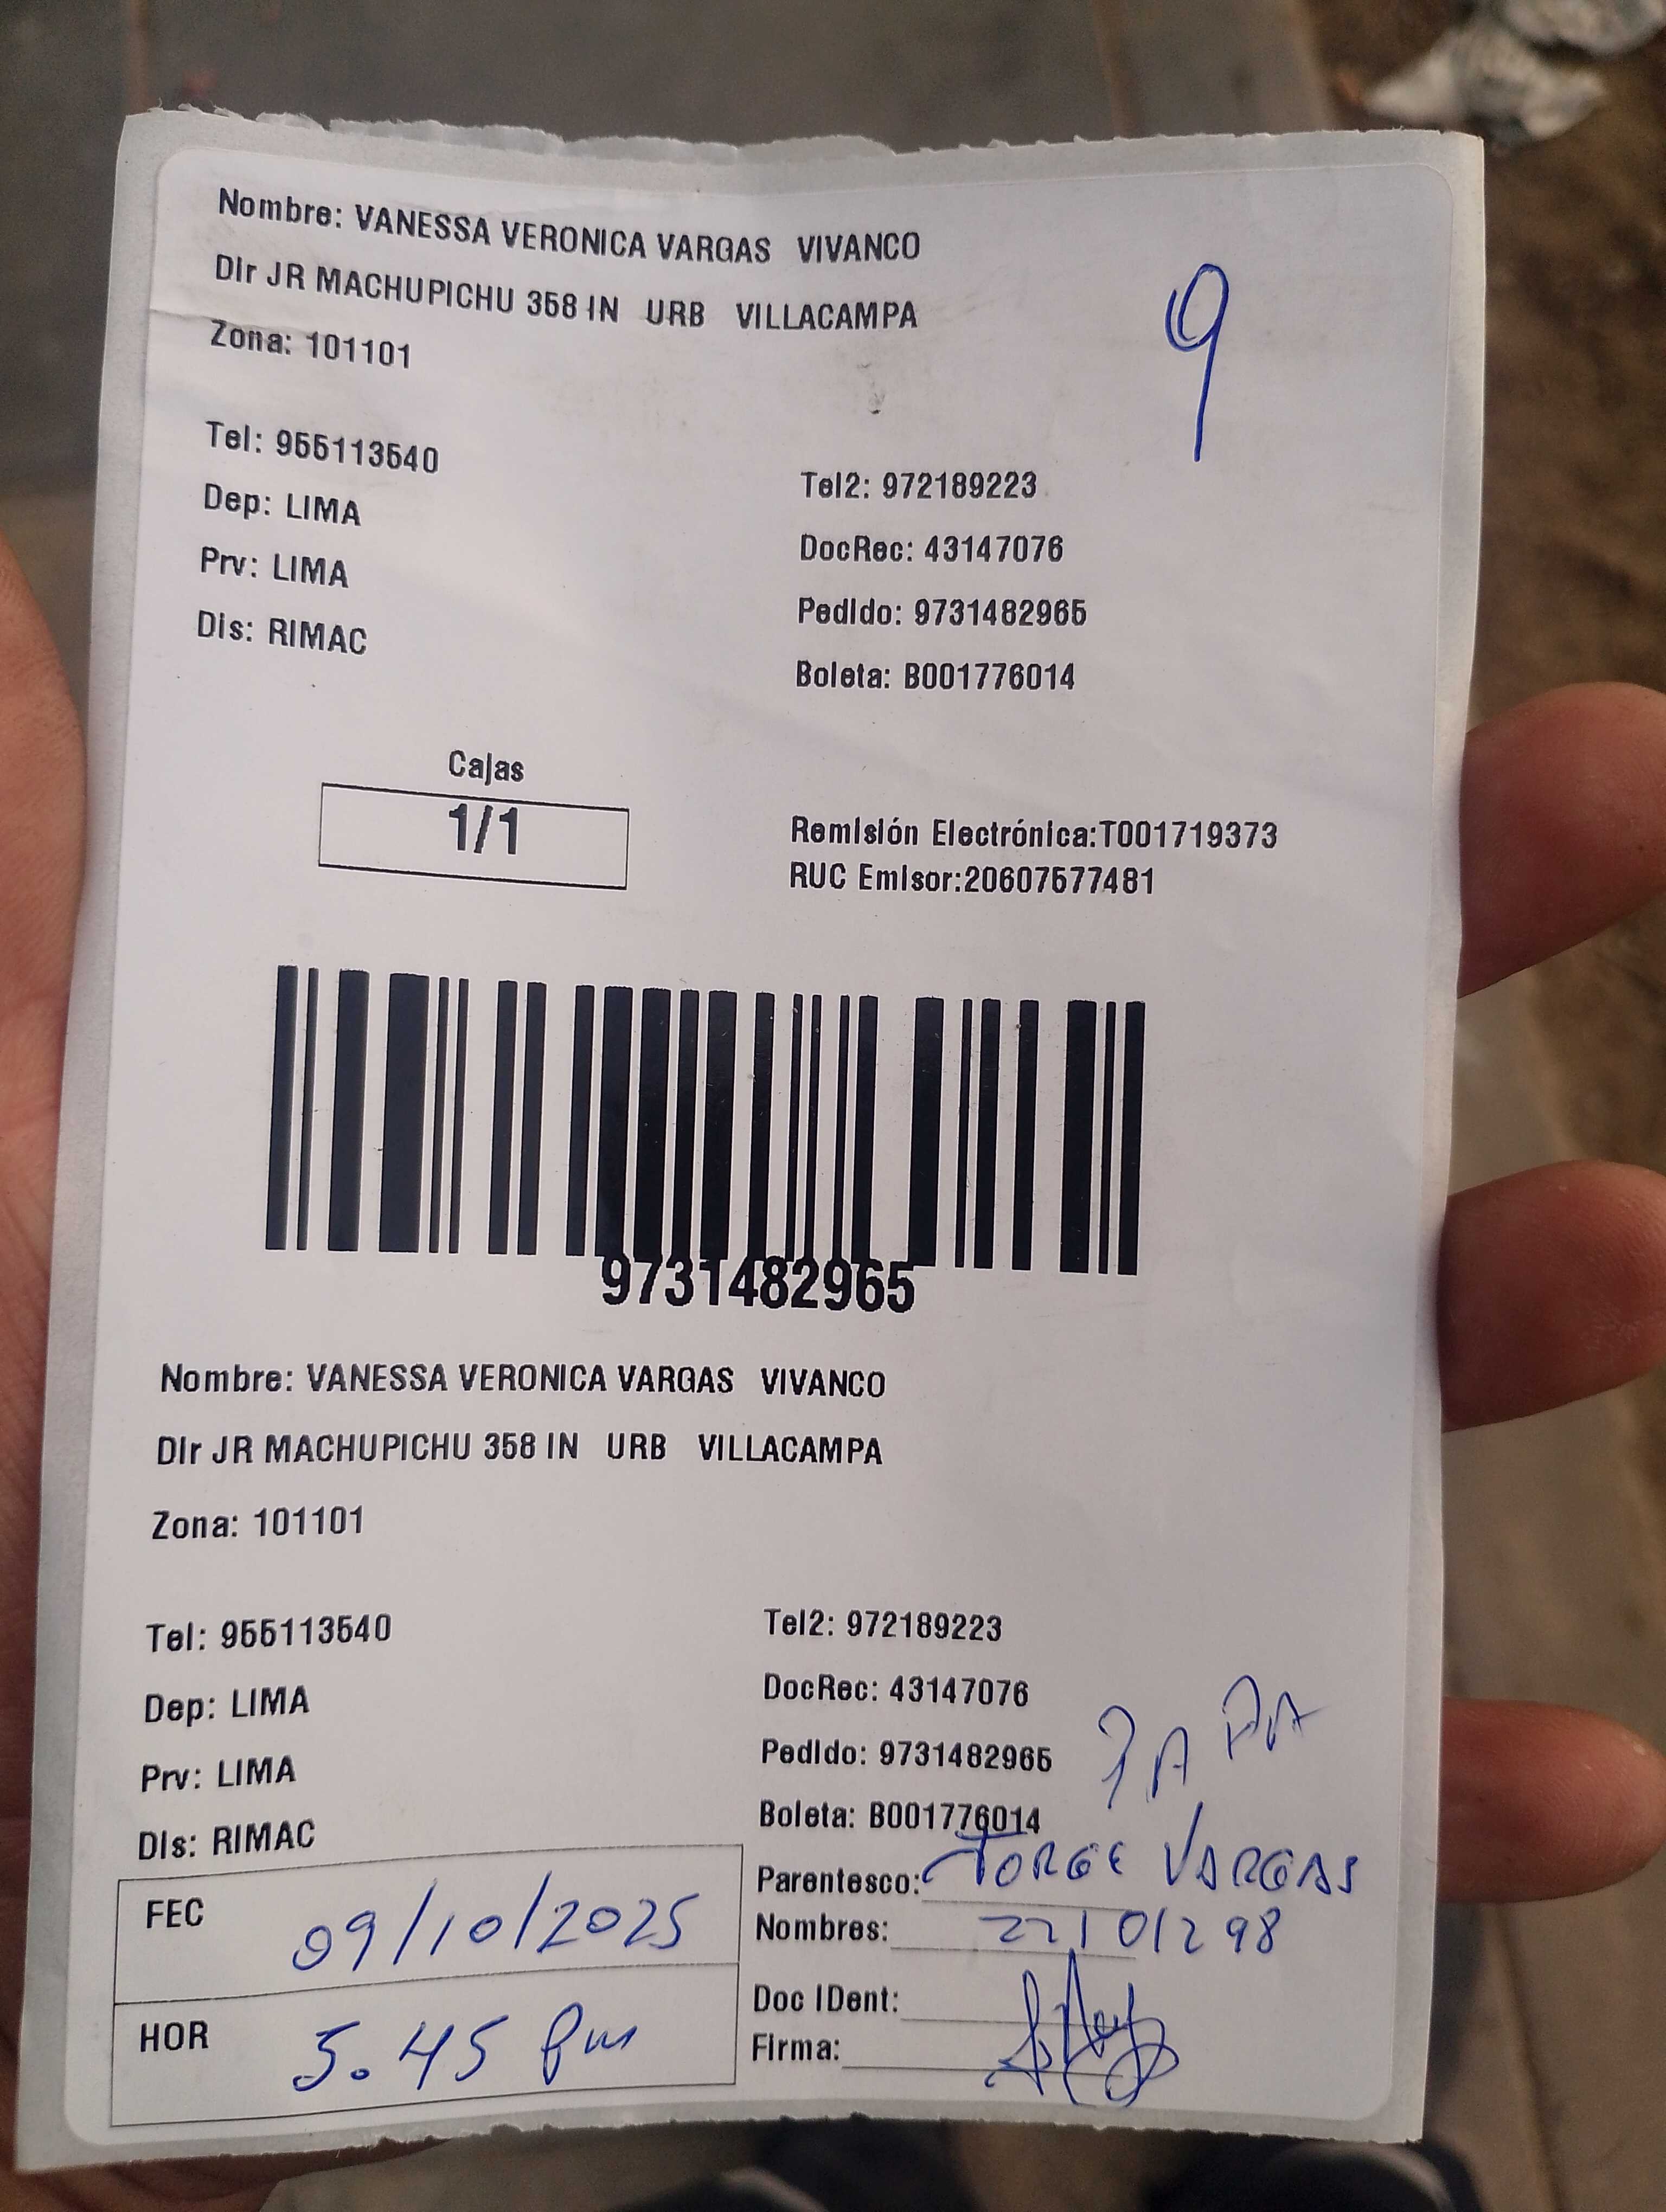 Nombre: VANESSA VERONICA VARGAS VIVANCO
9
Dir JR MACHUPICHU 358 IN URB VILLACAMPA
Zona: 101101
Tel: 955113540
Tel2: 972189223
Dep: LIMA
DocRec: 43147076
Prv: LIMA
Pedido: 9731482965
Dis: RIMAC
Boleta: B001776014
Cajas
1/1
Remisión Electrónica:T001719373
RUC Emisor:20607577481
9731482965
Nombre: VANESSA VERONICA VARGAS VIVANCO
Dir JR MACHUPICHU 358 IN URB VILLACAMPA
Zona: 101101
Tel: 955113540
Tel2: 972189223
Dep: LIMA
DocRec: 43147076
Prv: LIMA
Pedido: 9731482965
PAPA
Dis: RIMAC
Boleta: B001776014
Parentesco: JORGE VARGAS
FEC 09/10/2025
Nombres:
Doc IDent:
HOR 5.45 Pm
Firma: